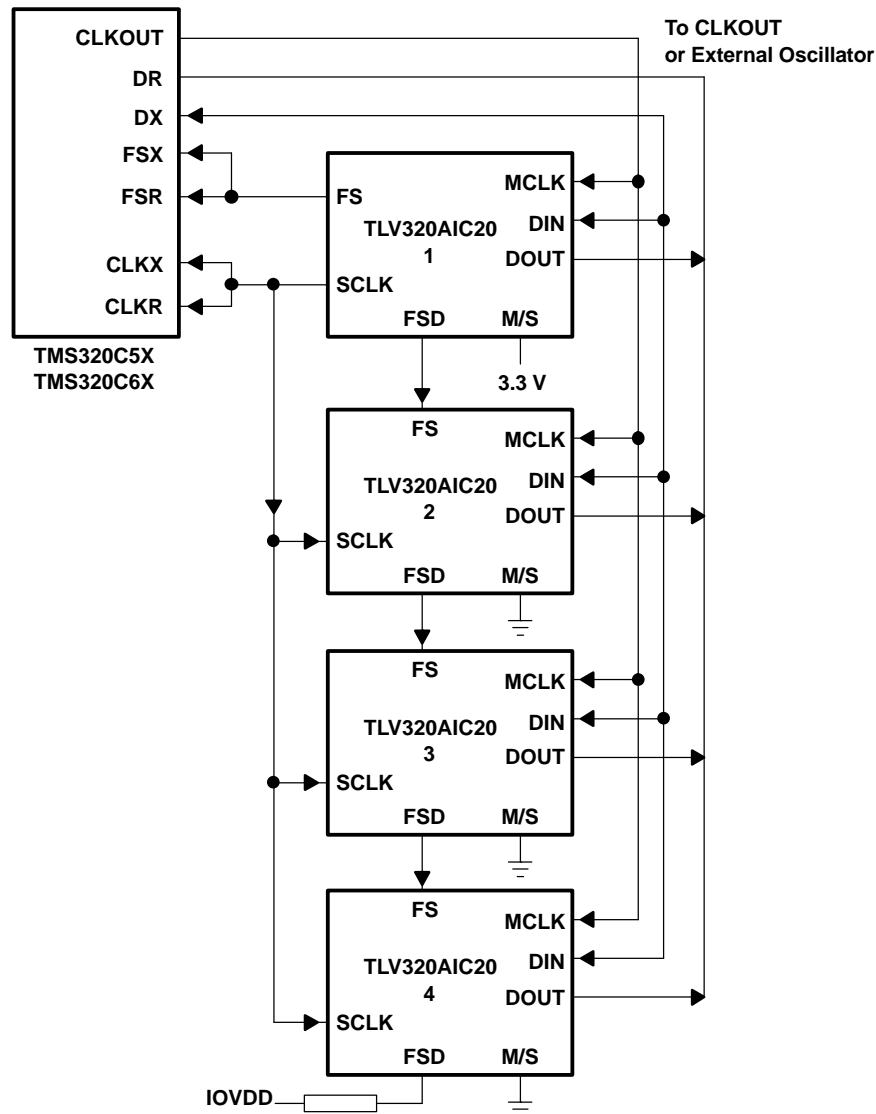 CLKOUT
DR
DX
FSX
FSR
CLKX
CLKR
TMS320C5X
TMS320C6X
To CLKOUT
or External Oscillator
FS
MCLK
DIN
TLV320AIC20
1
DOUT
SCLK
FSD
M/S
3.3 V
FS
MCLK
DIN
TLV320AIC20
2
DOUT
SCLK
FSD
M/S
FS
MCLK
DIN
TLV320AIC20
3
DOUT
SCLK
FSD
M/S
FS
MCLK
DIN
TLV320AIC20
4
DOUT
SCLK
FSD
M/S
IOVDD